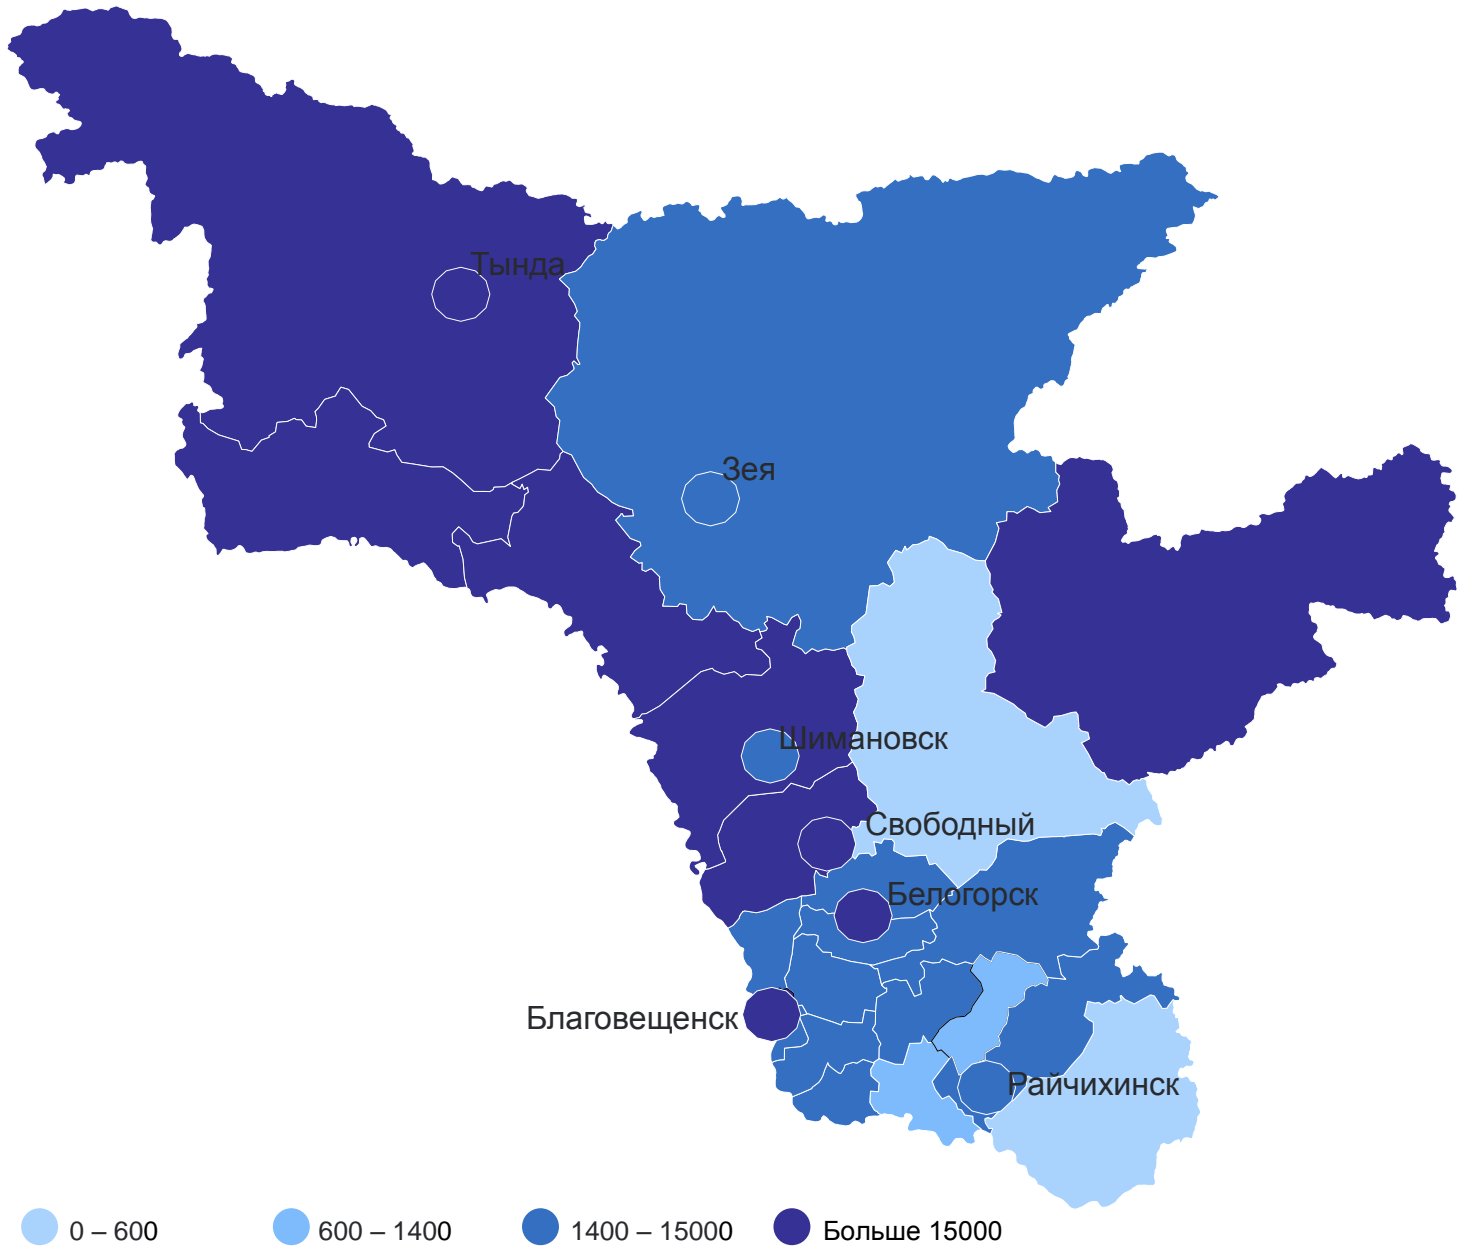 Тында
Зея
Шимановск
Свободный
Белогорск
Благовещенск
Райчихинск
0 – 600
600 – 1400
1400 – 15000
Больше 15000